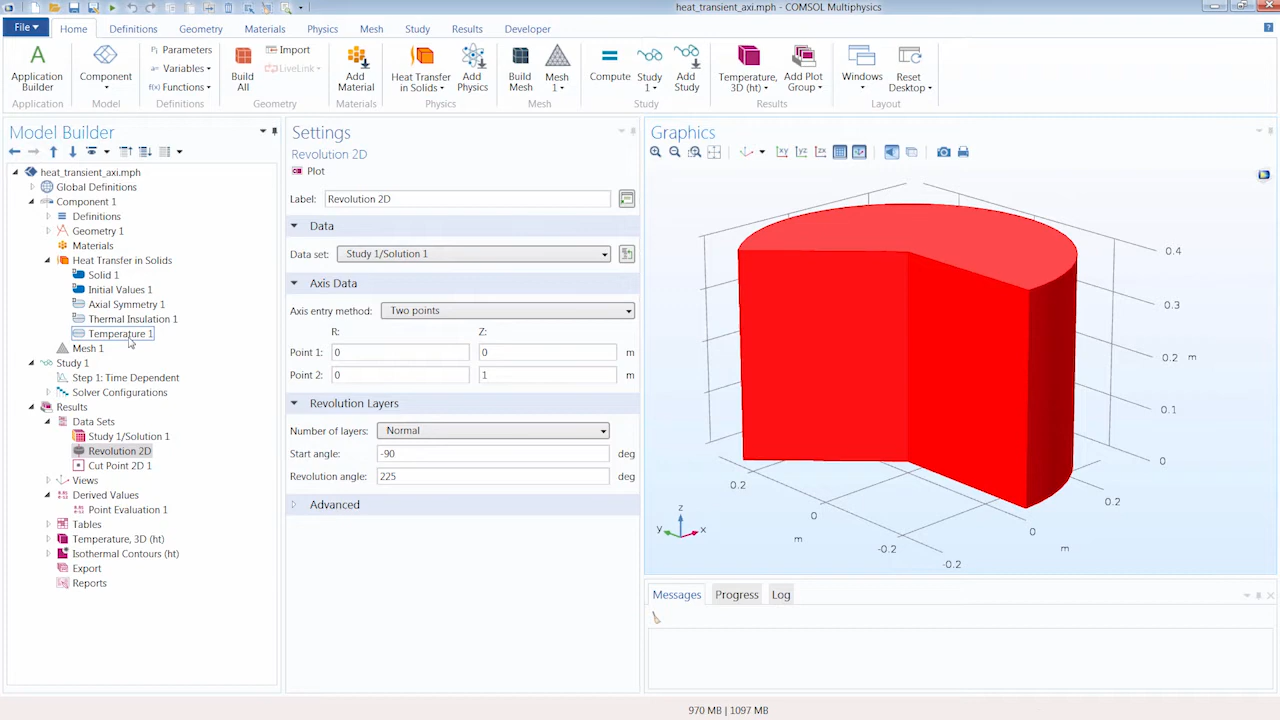 heat_transient_axi.mph - COMSOL Multiphysics
File Home Definitions Geometry Materials Physics Mesh Study Results Developer
Application Builder
Component
Parameters
Variables
Functions
Build All
Import
LiveLink
Add Material
Heat Transfer in Solids
Add Physics
Build Mesh
Mesh 1
Compute
Study 1
Add Study
Temperature, 3D (ht)
Add Plot Group
Windows
Reset Desktop
Application Model Definitions Geometry Materials Physics Mesh Study Results Layout
Model Builder
heat_transient_axi.mph
Global Definitions
Component 1
Definitions
Geometry 1
Materials
Heat Transfer in Solids
Solid 1
Initial Values 1
Axial Symmetry 1
Thermal Insulation 1
Temperature 1
Mesh 1
Study 1
Step 1: Time Dependent
Solver Configurations
Results
Data Sets
Study 1/Solution 1
Revolution 2D
Cut Point 2D 1
Views
Derived Values
Point Evaluation 1
Tables
Temperature, 3D (ht)
Isothermal Contours (ht)
Export
Reports
Settings
Revolution 2D
Plot
Label: Revolution 2D
Data
Data set: Study 1/Solution 1
Axis Data
Axis entry method: Two points
R: Z:
Point 1: 0 0 m
Point 2: 0 1 m
Revolution Layers
Number of layers: Normal
Start angle: -90 deg
Revolution angle: 225 deg
Advanced
Graphics
xy yz zx
0.4
0.3
0.2 m
0.1
0
0.2
0
m
-0.2
-0.2
0
m
0.2
z
y x
Messages Progress Log
970 MB | 1097 MB